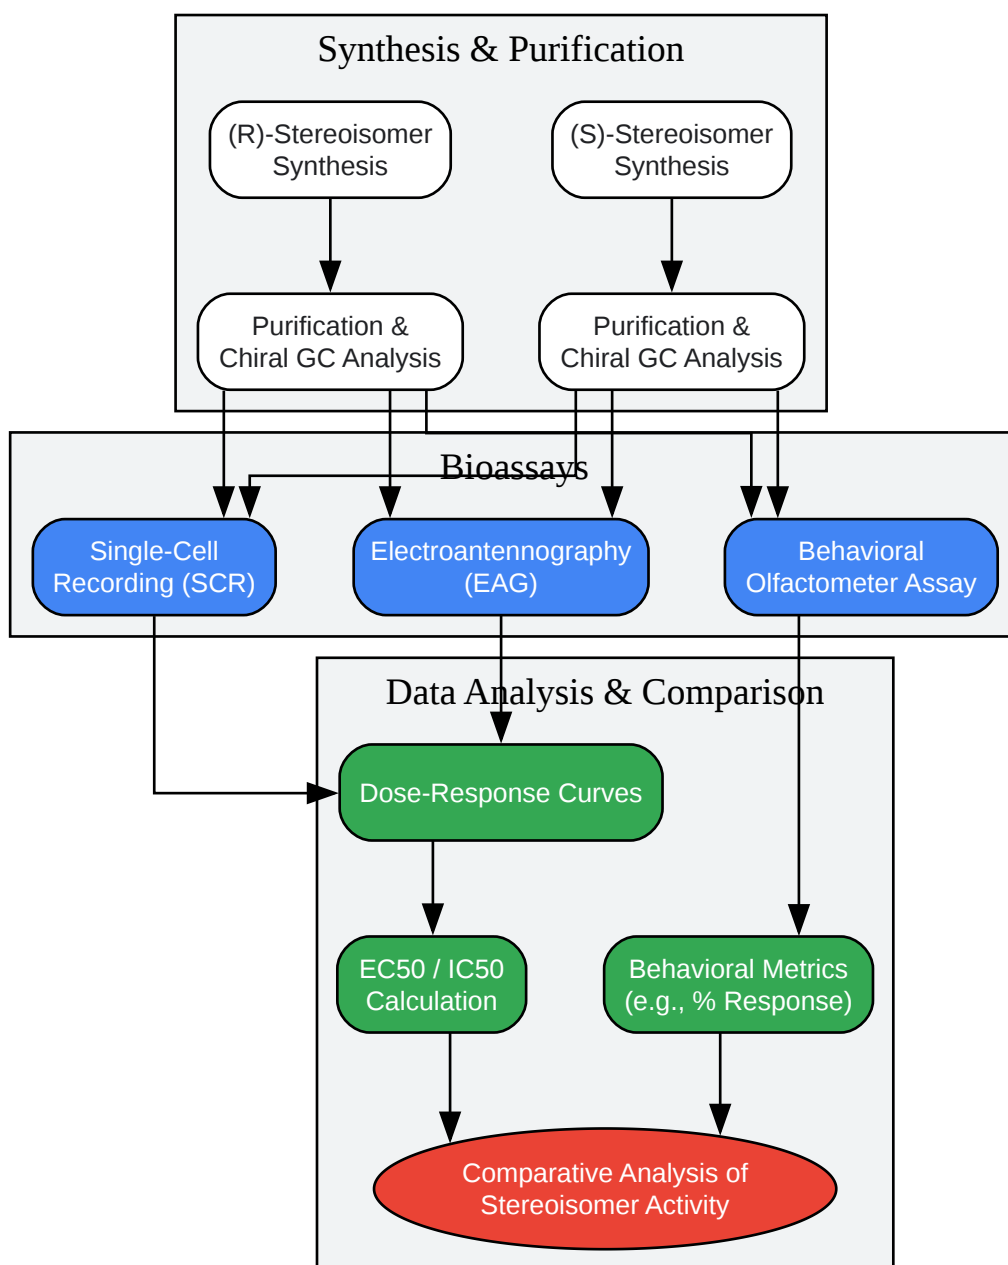 Synthesis & Purification
(R)-Stereoisomer
Synthesis
(S)-Stereoisomer
Synthesis
Purification &
Chiral GC Analysis
Purification &
Chiral GC Analysis
Bioassays
Single-Cell
Recording (SCR)
Electroantennography
(EAG)
Behavioral
Olfactometer Assay
Data Analysis & Comparison
Dose-Response Curves
EC50 / IC50
Calculation
Behavioral Metrics
(e.g., % Response)
Comparative Analysis of
Stereoisomer Activity